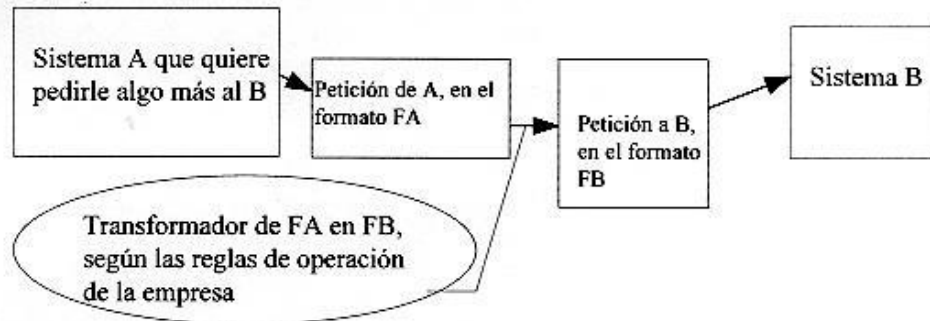 Sistema A que quiere
pedirle algo más al B
Petición de A, en el
formato FA
Petición a B,
en el formato
FB
Sistema B
Transformador de FA en FB,
según las reglas de operación
de la empresa